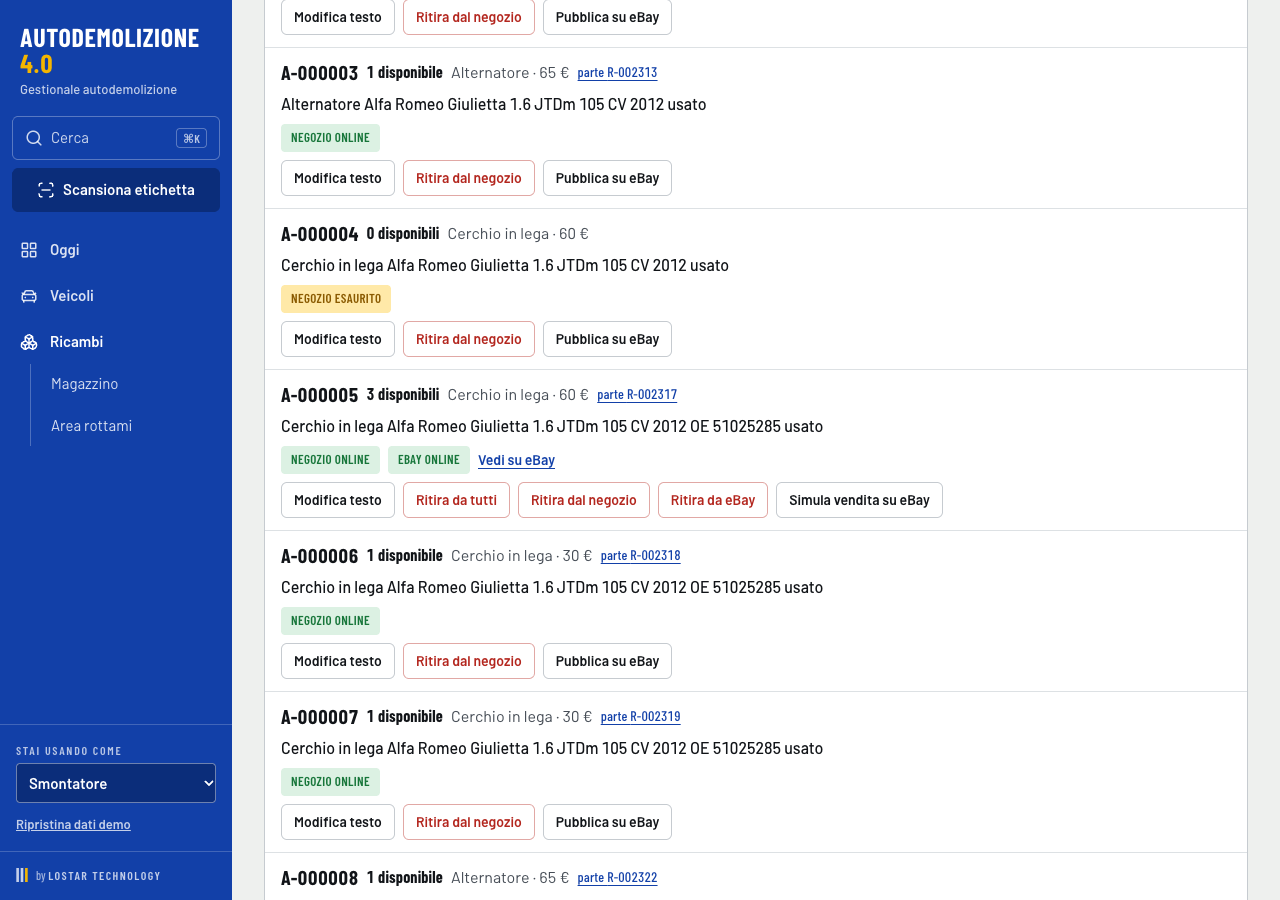 AUTODEMOLIZIONE
4.0
Gestionale autodemolizione
Cerca ⌘K
Scansiona etichetta
Oggi
Veicoli
Ricambi
Magazzino
Area rottami
STAI USANDO COME
Smontatore
Ripristina dati demo
by LOSTAR TECHNOLOGY
Modifica testo Ritira dal negozio Pubblica su eBay
A-000003 1 disponibile Alternatore · 65 € parte R-002313
Alternatore Alfa Romeo Giulietta 1.6 JTDm 105 CV 2012 usato
NEGOZIO ONLINE
Modifica testo Ritira dal negozio Pubblica su eBay
A-000004 0 disponibili Cerchio in lega · 60 €
Cerchio in lega Alfa Romeo Giulietta 1.6 JTDm 105 CV 2012 usato
NEGOZIO ESAURITO
Modifica testo Ritira dal negozio Pubblica su eBay
A-000005 3 disponibili Cerchio in lega · 60 € parte R-002317
Cerchio in lega Alfa Romeo Giulietta 1.6 JTDm 105 CV 2012 OE 51025285 usato
NEGOZIO ONLINE EBAY ONLINE Vedi su eBay
Modifica testo Ritira da tutti Ritira dal negozio Ritira da eBay Simula vendita su eBay
A-000006 1 disponibile Cerchio in lega · 30 € parte R-002318
Cerchio in lega Alfa Romeo Giulietta 1.6 JTDm 105 CV 2012 OE 51025285 usato
NEGOZIO ONLINE
Modifica testo Ritira dal negozio Pubblica su eBay
A-000007 1 disponibile Cerchio in lega · 30 € parte R-002319
Cerchio in lega Alfa Romeo Giulietta 1.6 JTDm 105 CV 2012 OE 51025285 usato
NEGOZIO ONLINE
Modifica testo Ritira dal negozio Pubblica su eBay
A-000008 1 disponibile Alternatore · 65 € parte R-002322